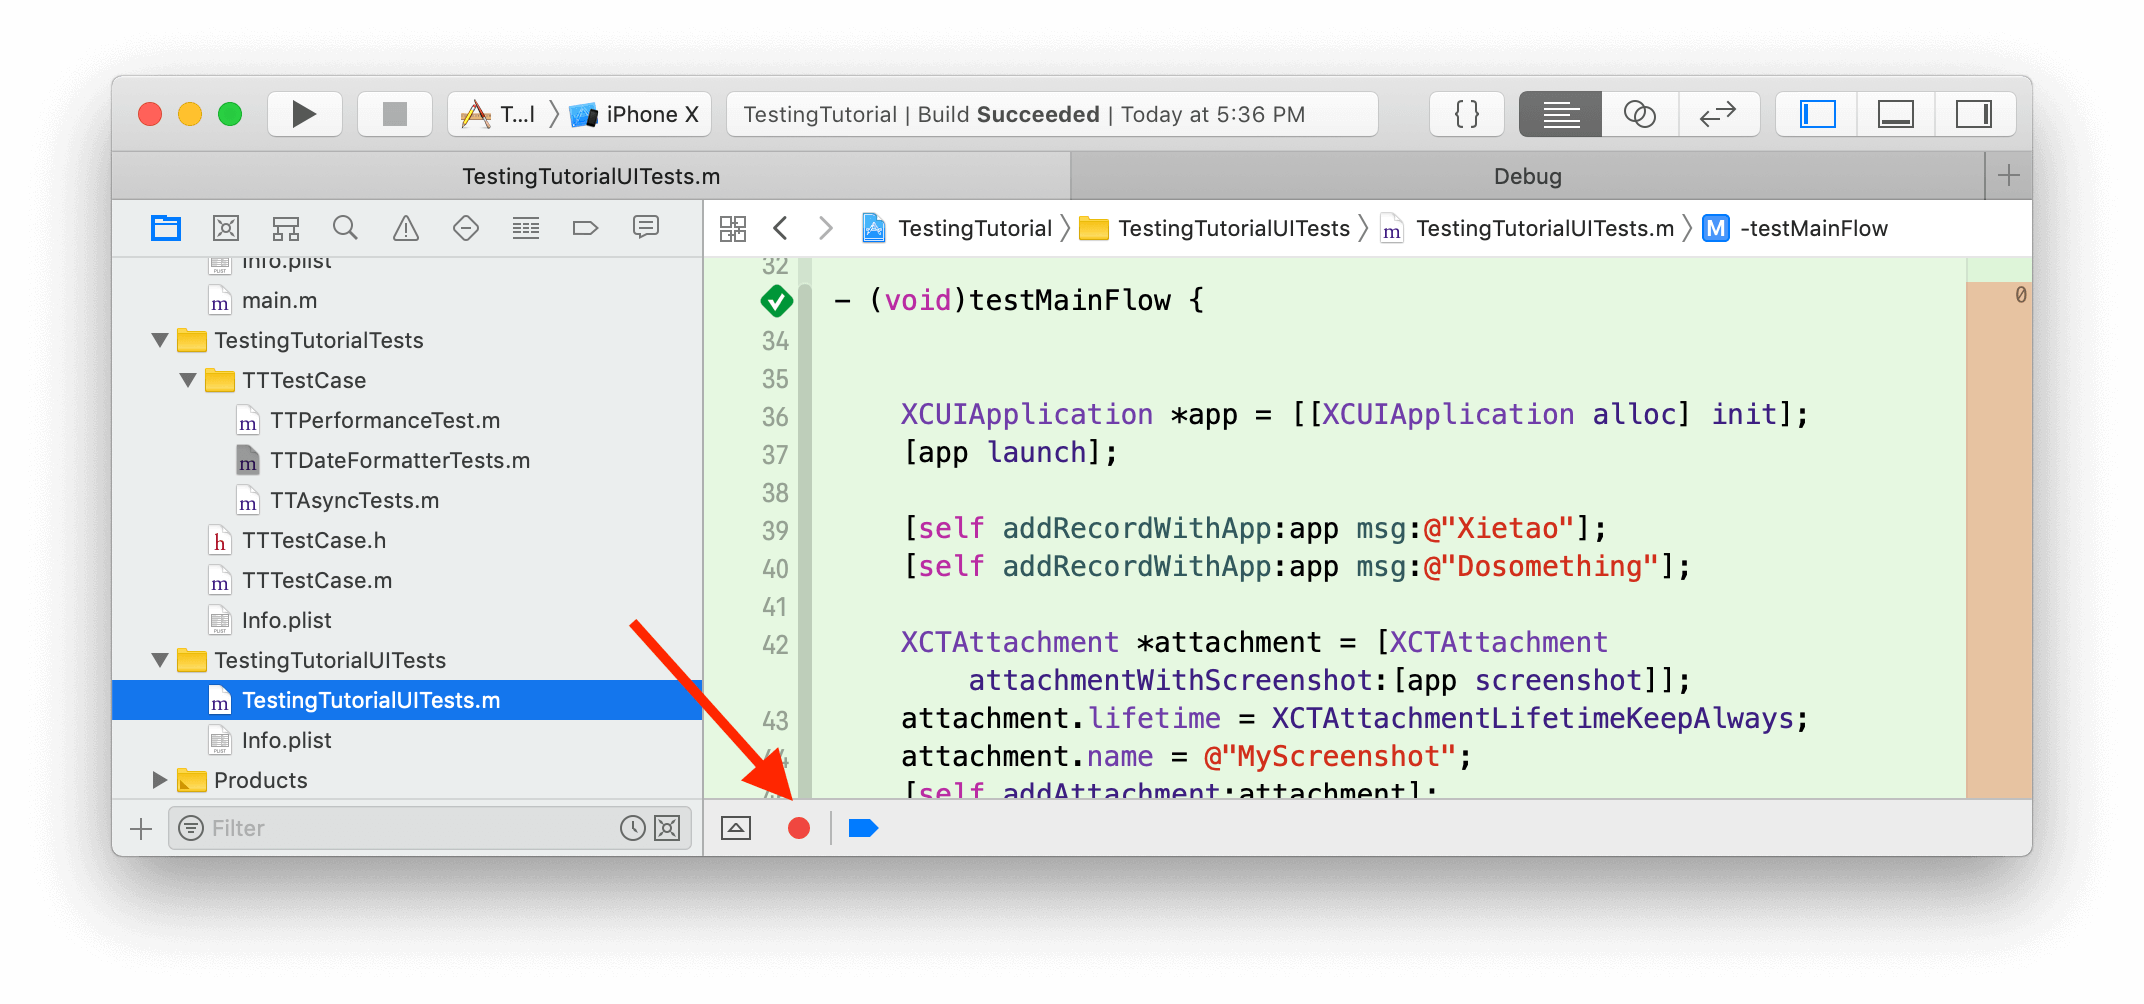 T...l 〉 iPhone X
TestingTutorial | Build Succeeded | Today at 5:36 PM
{ }
TestingTutorialUITests.m
Debug
TestingTutorial 〉 TestingTutorialUITests 〉 m TestingTutorialUITests.m 〉 M -testMainFlow
Info.plist
m main.m
TestingTutorialTests
TTTestCase
m TTPerformanceTest.m
m TTDateFormatterTests.m
m TTAsyncTests.m
h TTTestCase.h
m TTTestCase.m
Info.plist
TestingTutorialUITests
m TestingTutorialUITests.m
Info.plist
Products
Filter
32
- (void)testMainFlow {
0
34
35
36 XCUIApplication *app = [[XCUIApplication alloc] init];
37 [app launch];
38
39 [self addRecordWithApp:app msg:@"Xietao"];
40 [self addRecordWithApp:app msg:@"Dosomething"];
41
42 XCTAttachment *attachment = [XCTAttachment
attachmentWithScreenshot:[app screenshot]];
43 attachment.lifetime = XCTAttachmentLifetimeKeepAlways;
attachment.name = @"MyScreenshot";
[self addAttachment:attachment];